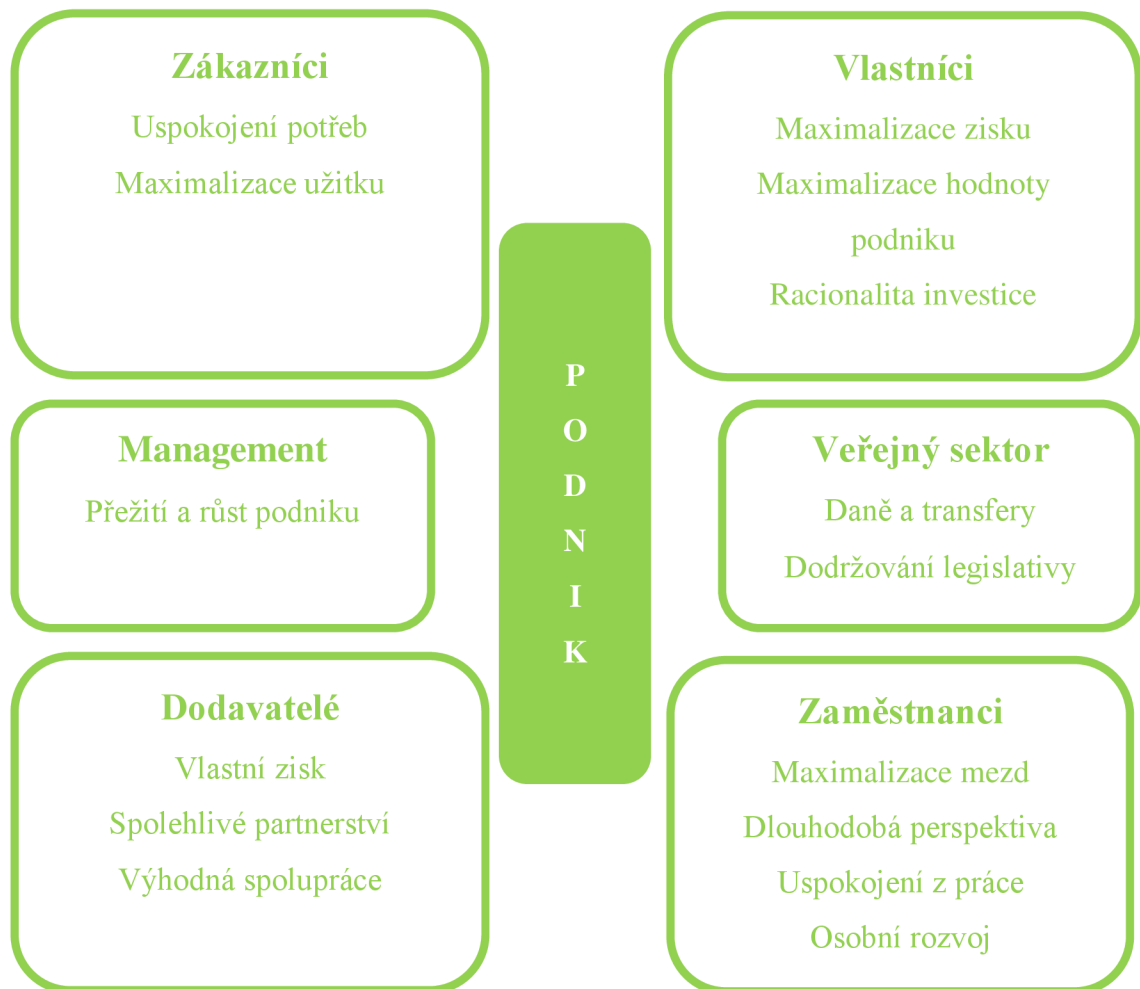 Zákazníci
Uspokojení potřeb
Maximalizace užitku
Vlastníci
Maximalizace zisku
Maximalizace hodnoty
podniku
Racionalita investice
P
O
D
N
I
K
Management
Přežití a růst podniku
Veřejný sektor
Daně a transfery
Dodržování legislativy
Dodavatelé
Vlastní zisk
Spolehlivé partnerství
Výhodná spolupráce
Zaměstnanci
Maximalizace mezd
Dlouhodobá perspektiva
Uspokojení z práce
Osobní rozvoj